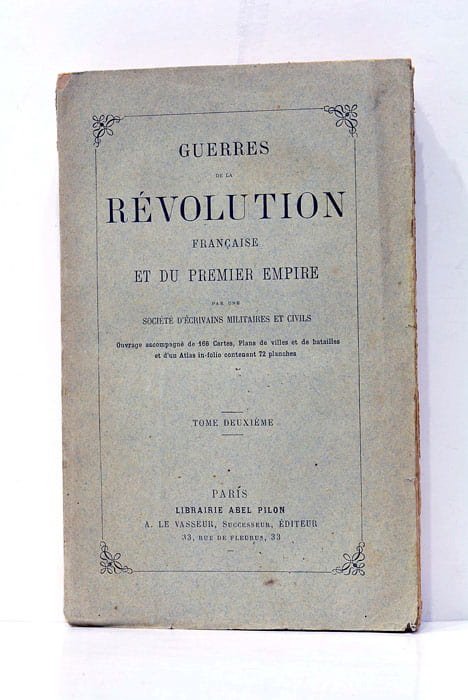 GUERRES
DE LA
RÉVOLUTION
FRANÇAISE
ET DU PREMIER EMPIRE
PAR UNE
SOCIÉTÉ D'ÉCRIVAINS MILITAIRES ET CIVILS
Ouvrage accompagné de 166 Cartes, Plans de villes et de batailles
et d'un Atlas in-folio contenant 72 planches
TOME DEUXIÈME
PARIS
LIBRAIRIE ABEL PILON
A. LE VASSEUR, SUCCESSEUR, ÉDITEUR
33, RUE DE FLEURUS, 33